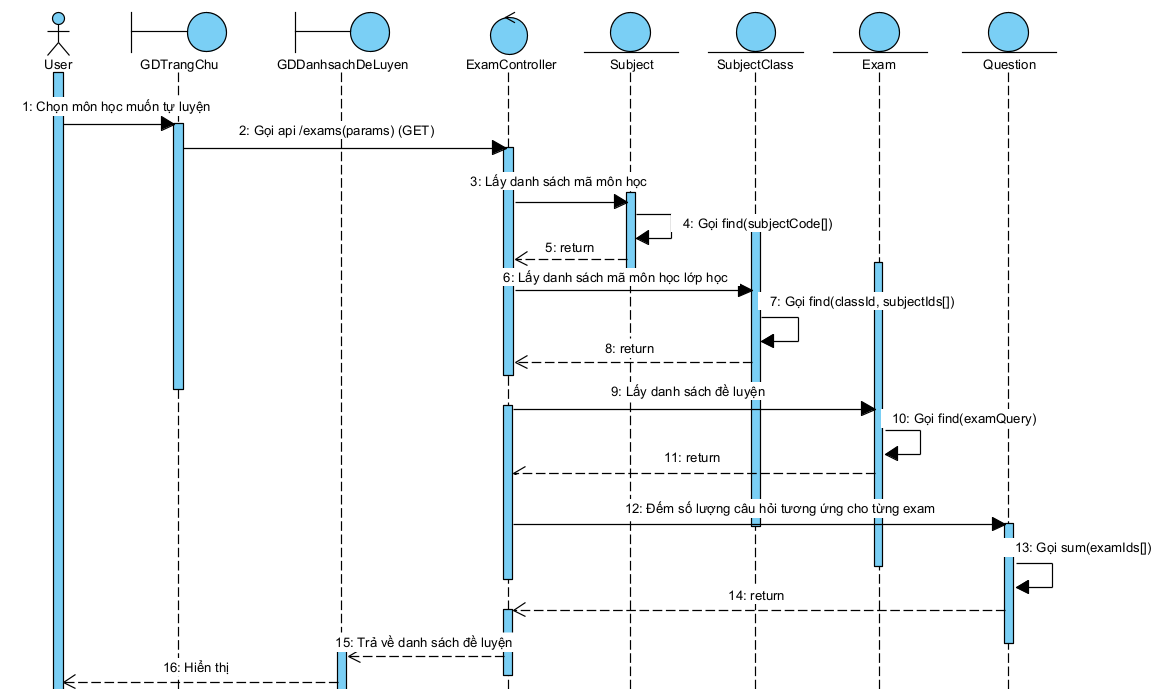 User
GDTrangChu
GDDanhsachDeLuyen
ExamController
Subject
SubjectClass
Exam
Question
1: Chọn môn học muốn tự luyện
2: Gọi api /exams(params) (GET)
3: Lấy danh sách mã môn học
4: Gọi find(subjectCode[])
5: return
6: Lấy danh sách mã môn học lớp học
7: Gọi find(classId, subjectIds[])
8: return
9: Lấy danh sách đề luyện
10: Gọi find(examQuery)
11: return
12: Đếm số lượng câu hỏi tương ứng cho từng exam
13: Gọi sum(examIds[])
14: return
15: Trả về danh sách đề luyện
16: Hiển thị